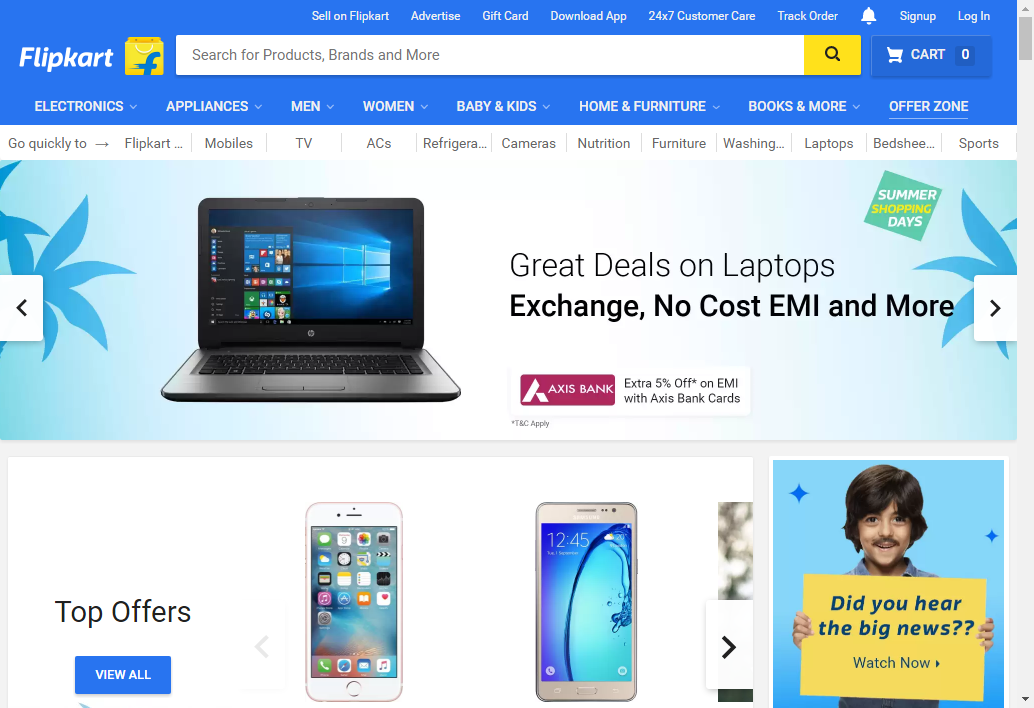 Sell on Flipkart Advertise Gift Card Download App 24x7 Customer Care Track Order Signup Log In
Flipkart
Search for Products, Brands and More
CART 0
ELECTRONICS APPLIANCES MEN WOMEN BABY & KIDS HOME & FURNITURE BOOKS & MORE OFFER ZONE
Go quickly to → Flipkart ... Mobiles TV ACs Refrigera... Cameras Nutrition Furniture Washing... Laptops Bedshee... Sports
SUMMER
SHOPPING
DAYS
Great Deals on Laptops
Exchange, No Cost EMI and More
AXIS BANK
Extra 5% Off* on EMI
with Axis Bank Cards
*T&C Apply
hp
Top Offers
VIEW ALL
SAMSUNG
12:45
Did you hear
the big news??
Watch Now